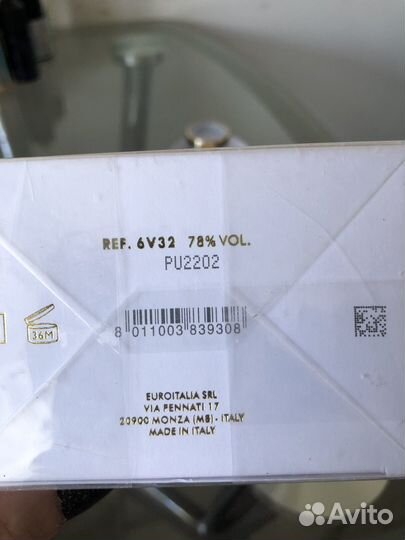 REF. 6V32 78% VOL.
PU2202
36M
8 011003 839308
EUROITALIA SRL
VIA PENNATI 17
20900 MONZA (MB) - ITALY
MADE IN ITALY
Avito